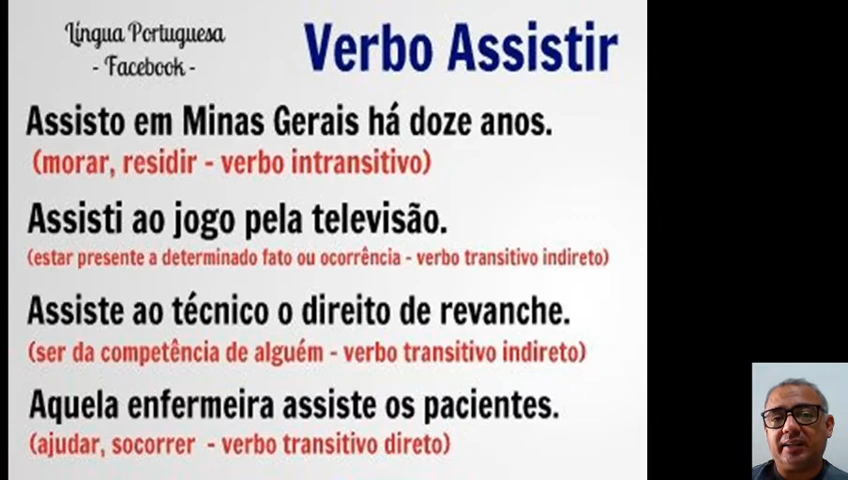 Língua Portuguesa
- Facebook -
Verbo Assistir
Assisto em Minas Gerais há doze anos.
(morar, residir - verbo intransitivo)
Assisti ao jogo pela televisão.
(estar presente a determinado fato ou ocorrência - verbo transitivo indireto)
Assiste ao técnico o direito de revanche.
(ser da competência de alguém - verbo transitivo indireto)
Aquela enfermeira assiste os pacientes.
(ajudar, socorrer - verbo transitivo direto)